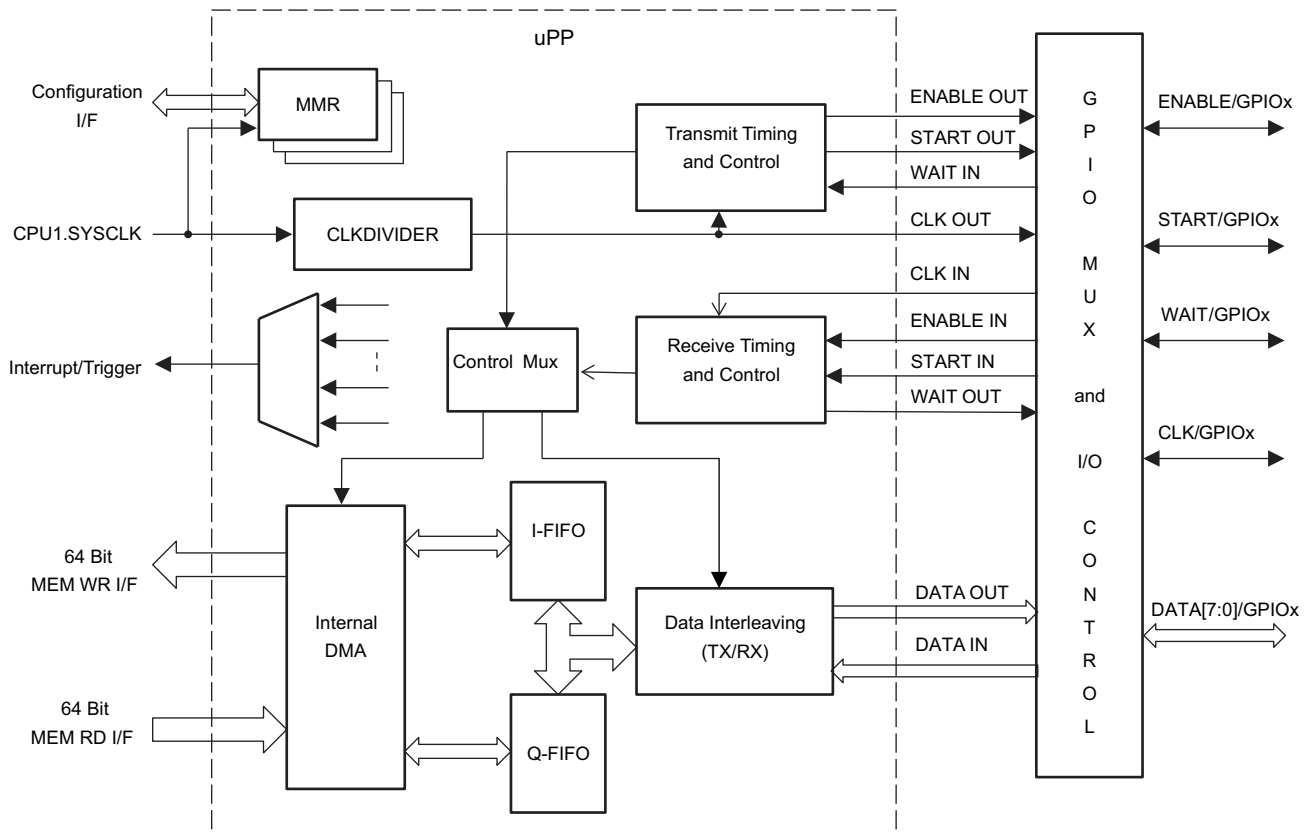 uPP
Configuration
I/F
MMR
CPU1.SYSCLK
CLKDIVIDER
Interrupt/Trigger
Transmit Timing
and Control
Control Mux
Receive Timing
and Control
ENABLE OUT
START OUT
WAIT IN
CLK OUT
CLK IN
ENABLE IN
START IN
WAIT OUT
64 Bit
MEM WR I/F
64 Bit
MEM RD I/F
Internal
DMA
I-FIFO
Q-FIFO
Data Interleaving
(TX/RX)
DATA OUT
DATA IN
GPIO
MUX
and
I/O
CONTROL
ENABLE/GPIOx
START/GPIOx
WAIT/GPIOx
CLK/GPIOx
DATA[7:0]/GPIOx